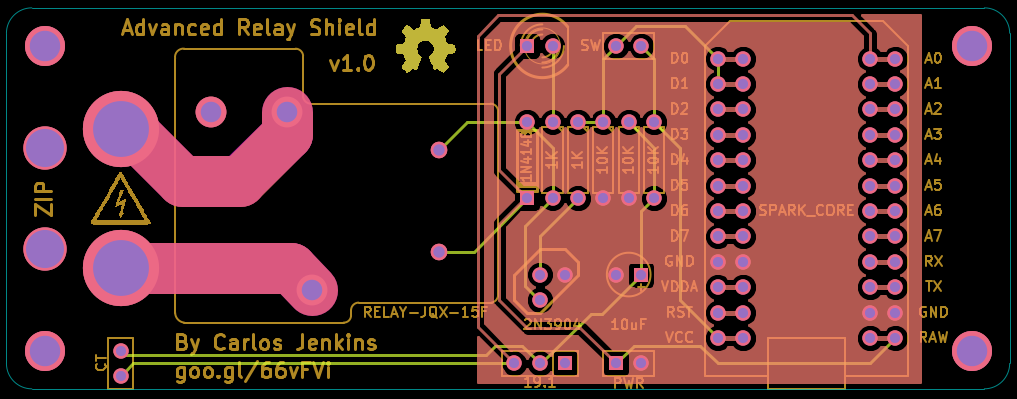 Advanced Relay Shield
v1.0
LED
SW
D0
D1
D2
D3
D4
D5
D6
D7
GND
VDDA
RST
VCC
A0
A1
A2
A3
A4
A5
A6
A7
RX
TX
GND
RAW
SPARK_CORE
1N4148
1K
1K
10K
10K
10K
ZIP
RELAY-JQX-15F
2N3904
10uF
+
By Carlos Jenkins
goo.gl/66vFVi
CT
19.1
PWR